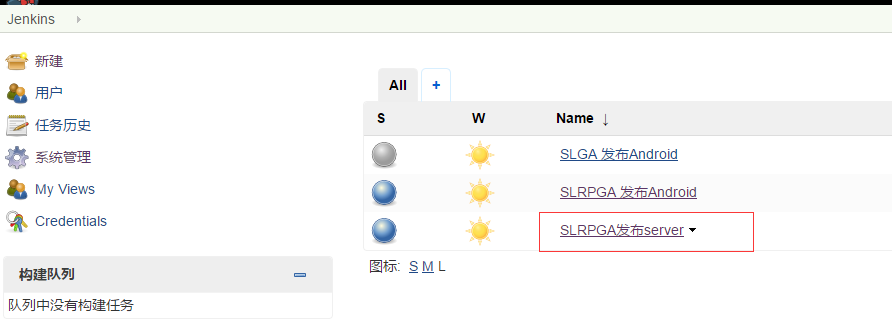 Jenkins
新建
用户
任务历史
系统管理
My Views
Credentials
构建队列
队列中没有构建任务
All +
S W Name ↓
SLGA 发布Android
SLRPGA 发布Android
SLRPGA发布server
图标: S M L